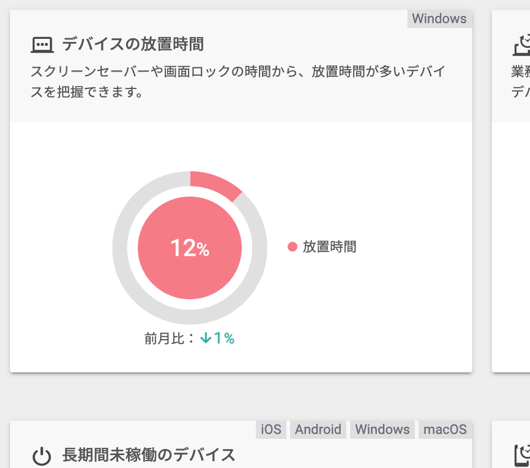 Windows
デバイスの放置時間
スクリーンセーバーや画面ロックの時間から、放置時間が多いデバイ
スを把握できます。
業務
デバ
12%
放置時間
前月比：↓1%
iOS Android Windows macOS
長期間未稼働のデバイス